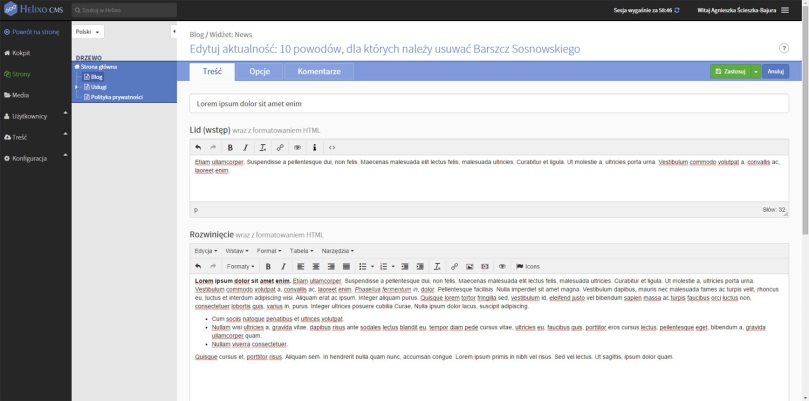 Helixo CMS
Szukaj w Helixo
Sesja wygaśnie za 58:46
Witaj Agnieszka Ścieszka-Bajura
Powrót na stronę
Kokpit
Strony
Media
Użytkownicy
Treść
Konfiguracja
Polski
DRZEWO
Strona główna
Blog
Usługi
Polityka prywatności
Blog / Widżet: News
Edytuj aktualność: 10 powodów, dla których należy usuwać Barszcz Sosnowskiego
?
Treść Opcje Komentarze
Zastosuj
Anuluj
Lorem ipsum dolor sit amet enim
Lid (wstęp) wraz z formatowaniem HTML
B I
Etiam ullamcorper. Suspendisse a pellentesque dui, non felis. Maecenas malesuada elit lectus felis, malesuada ultricies. Curabitur et ligula. Ut molestie a, ultricies porta urna. Vestibulum commodo volutpat a, convallis ac,
laoreet enim.
p
Słów: 32
Rozwinięcie wraz z formatowaniem HTML
Edycja Wstaw Format Tabela Narzędzia
Formaty B I Icons
Lorem ipsum dolor sit amet enim. Etiam ullamcorper. Suspendisse a pellentesque dui, non felis. Maecenas malesuada elit lectus felis, malesuada ultricies. Curabitur et ligula. Ut molestie a, ultricies porta urna.
Vestibulum commodo volutpat a, convallis ac, laoreet enim. Phasellus fermentum in, dolor. Pellentesque facilisis. Nulla imperdiet sit amet magna. Vestibulum dapibus, mauris nec malesuada fames ac turpis velit, rhoncus
eu, luctus et interdum adipiscing wisi. Aliquam erat ac ipsum. Integer aliquam purus. Quisque lorem tortor fringilla sed, vestibulum id, eleifend justo vel bibendum sapien massa ac turpis faucibus orci luctus non,
consectetuer lobortis quis, varius in, purus. Integer ultrices posuere cubilia Curae, Nulla ipsum dolor lacus, suscipit adipiscing.
Cum sociis natoque penatibus et ultrices volutpat.
Nullam wisi ultricies a, gravida vitae, dapibus risus ante sodales lectus blandit eu, tempor diam pede cursus vitae, ultricies eu, faucibus quis, porttitor eros cursus lectus, pellentesque eget, bibendum a, gravida
ullamcorper quam.
Nullam viverra consectetuer.
Quisque cursus et, porttitor risus. Aliquam sem. In hendrerit nulla quam nunc, accumsan congue. Lorem ipsum primis in nibh vel risus. Sed vel lectus. Ut sagittis, ipsum dolor quam.